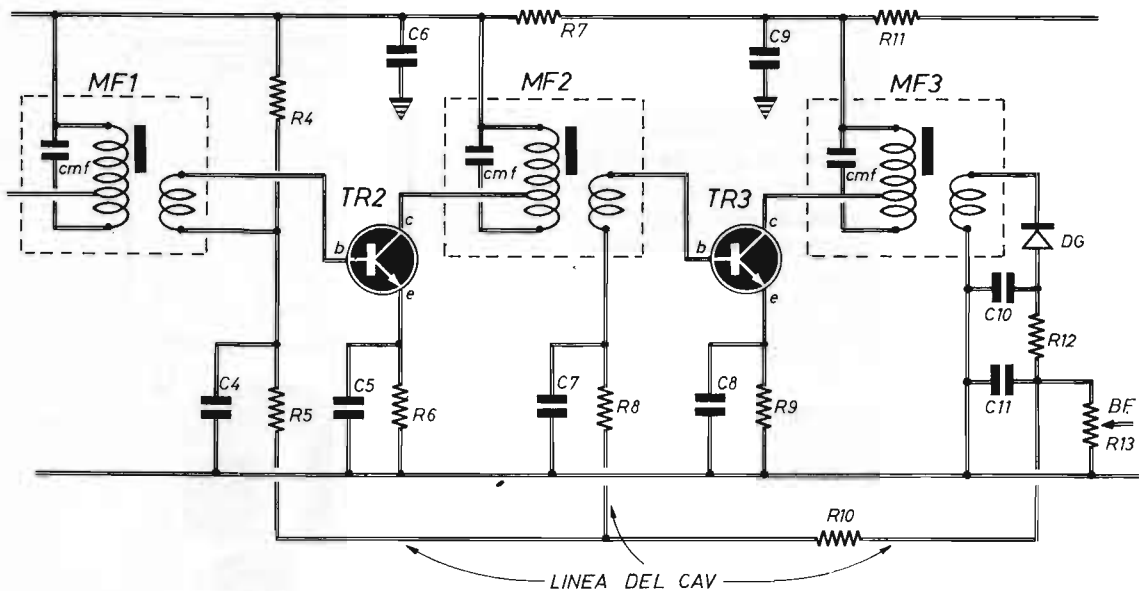 C6
R7
C9
R11
MF1
MF2
MF3
R4
cmf
cmf
cmf
TR2
TR3
c
c
b
b
DG
e
e
C10
R12
C4
R5
C5
R6
C7
R8
C8
R9
C11
BF
R13
R10
LINEA DEL CAV